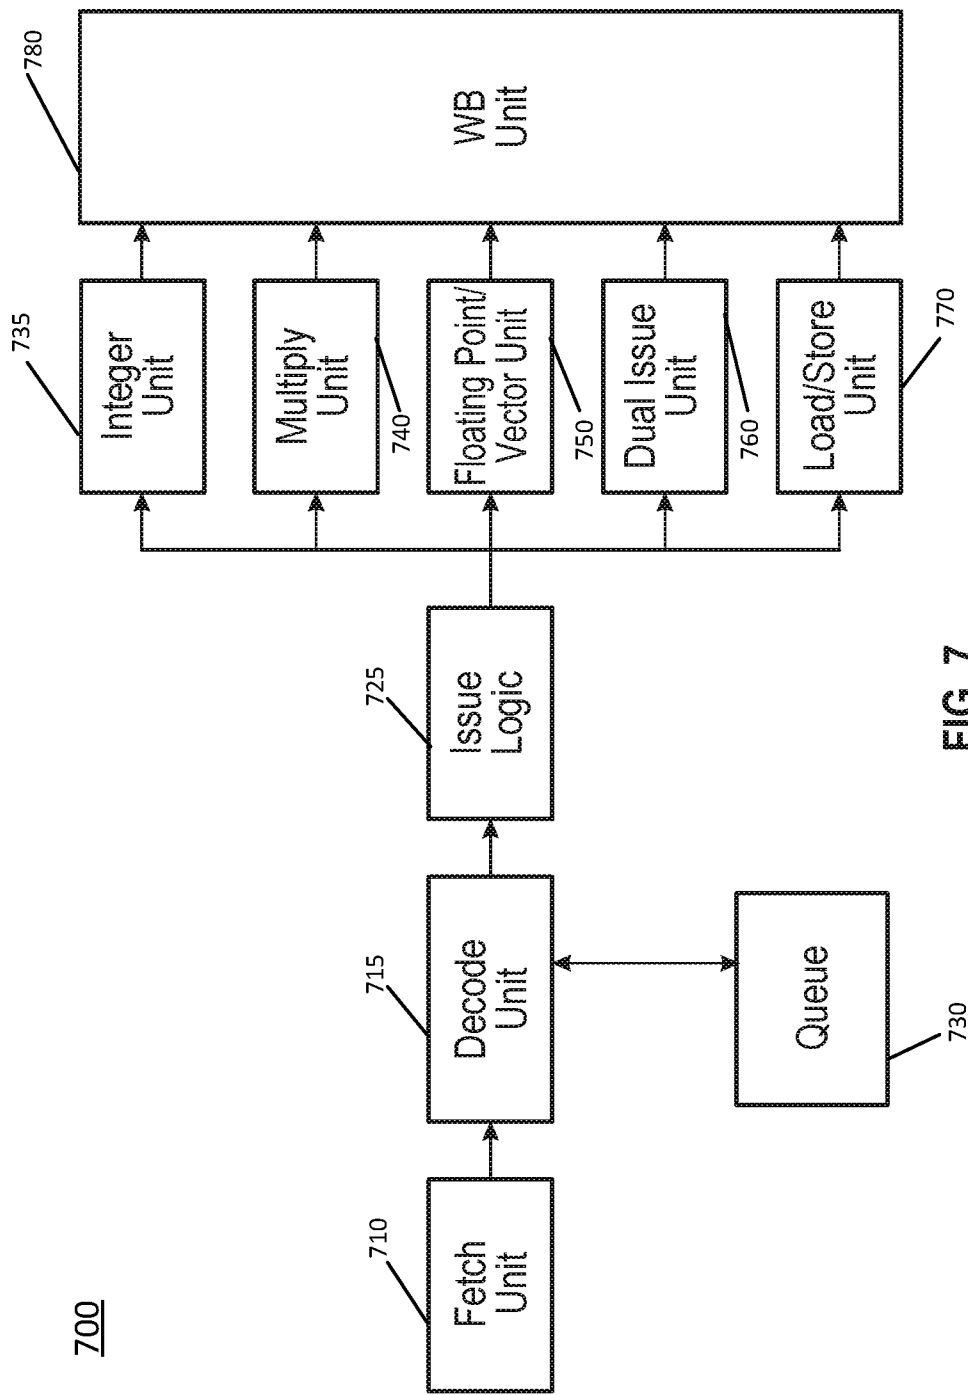 700
710
Fetch
Unit
715
Decode
Unit
Queue
730
725
Issue
Logic
735
Integer
Unit
Multiply
Unit
740
Floating Point/
Vector Unit
750
Dual Issue
Unit
760
Load/Store
Unit
770
780
WB
Unit
FIG. 7